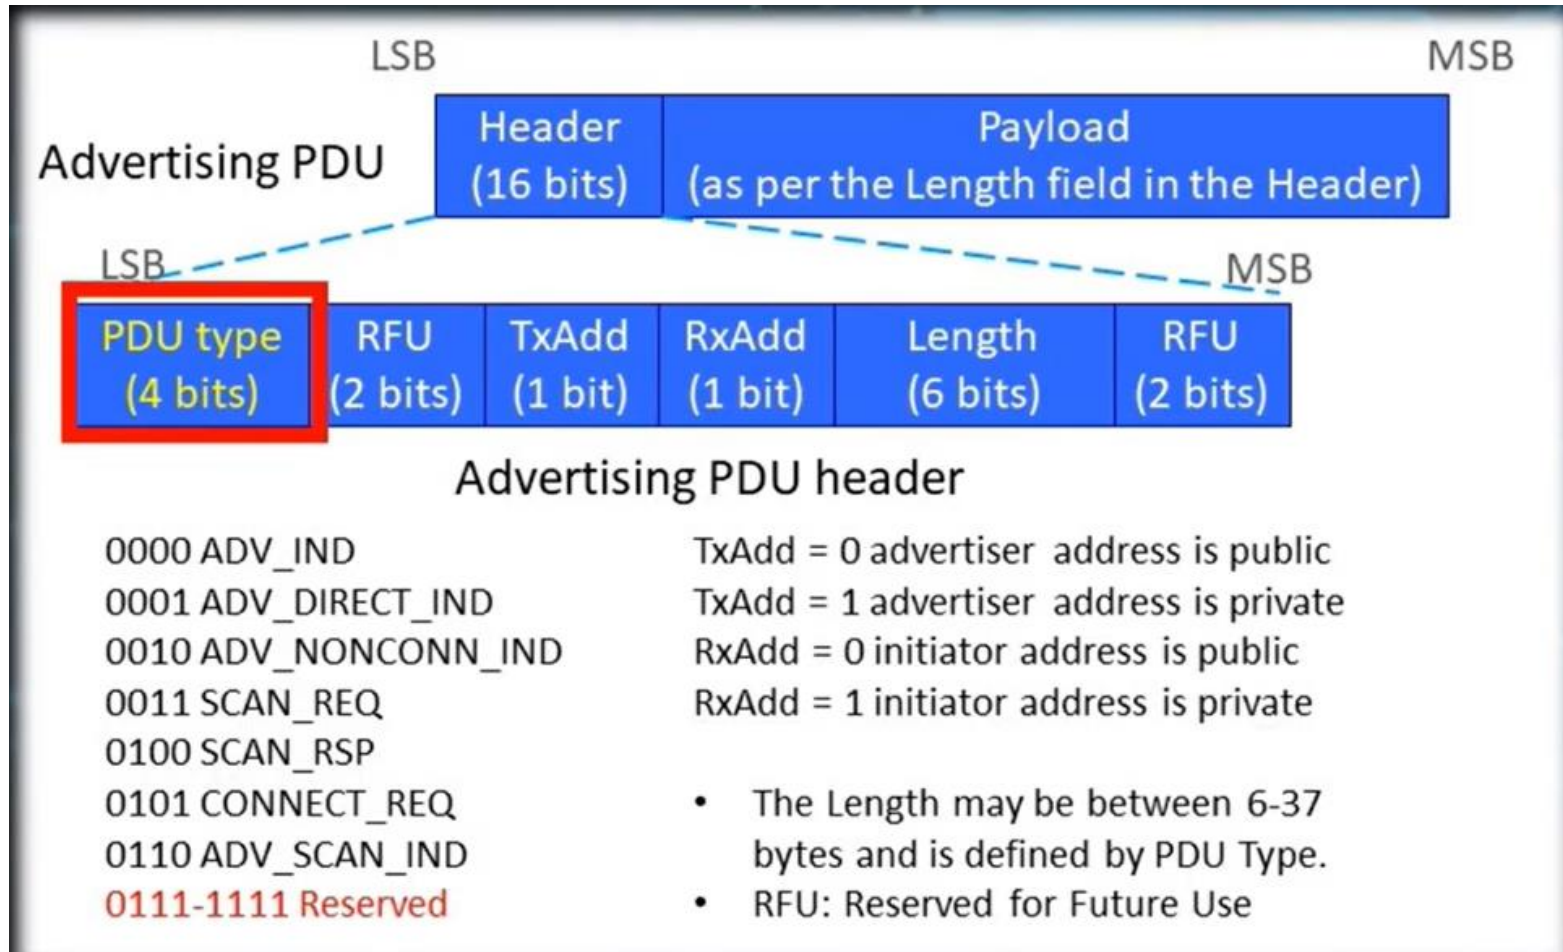 LSB MSB
Advertising PDU
Header
(16 bits)
Payload
(as per the Length field in the Header)
LSB MSB
PDU type
(4 bits)
RFU
(2 bits)
TxAdd
(1 bit)
RxAdd
(1 bit)
Length
(6 bits)
RFU
(2 bits)
Advertising PDU header
0000 ADV_IND
0001 ADV_DIRECT_IND
0010 ADV_NONCONN_IND
0011 SCAN_REQ
0100 SCAN_RSP
0101 CONNECT_REQ
0110 ADV_SCAN_IND
0111-1111 Reserved
TxAdd = 0 advertiser address is public
TxAdd = 1 advertiser address is private
RxAdd = 0 initiator address is public
RxAdd = 1 initiator address is private
• The Length may be between 6-37
bytes and is defined by PDU Type.
• RFU: Reserved for Future Use